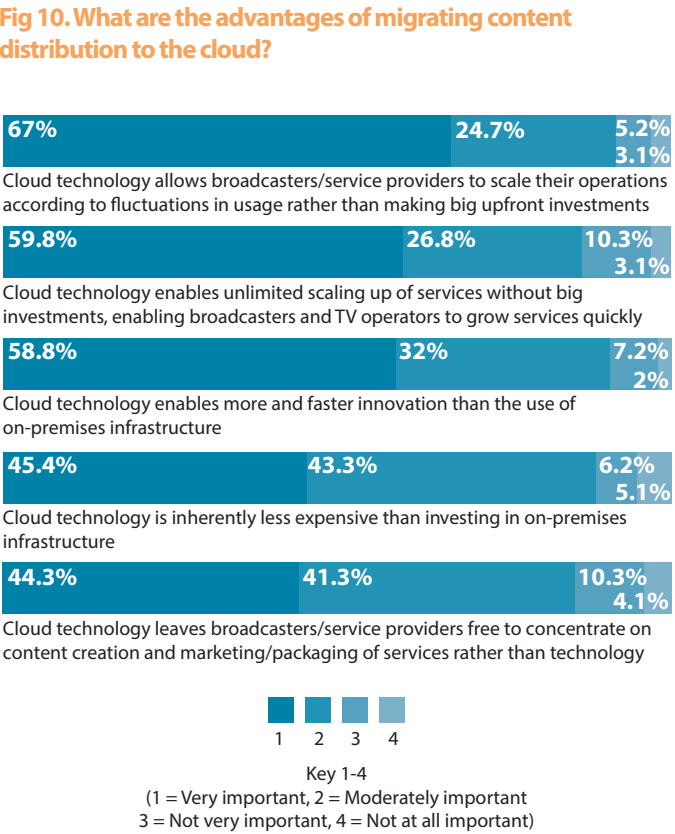 Fig 10. What are the advantages of migrating content
distribution to the cloud?
67% 24.7% 5.2%
3.1%
Cloud technology allows broadcasters/service providers to scale their operations
according to fluctuations in usage rather than making big upfront investments
59.8% 26.8% 10.3%
3.1%
Cloud technology enables unlimited scaling up of services without big
investments, enabling broadcasters and TV operators to grow services quickly
58.8% 32% 7.2%
2%
Cloud technology enables more and faster innovation than the use of
on-premises infrastructure
45.4% 43.3% 6.2%
5.1%
Cloud technology is inherently less expensive than investing in on-premises
infrastructure
44.3% 41.3% 10.3%
4.1%
Cloud technology leaves broadcasters/service providers free to concentrate on
content creation and marketing/packaging of services rather than technology
1 2 3 4
Key 1-4
(1 = Very important, 2 = Moderately important
3 = Not very important, 4 = Not at all important)